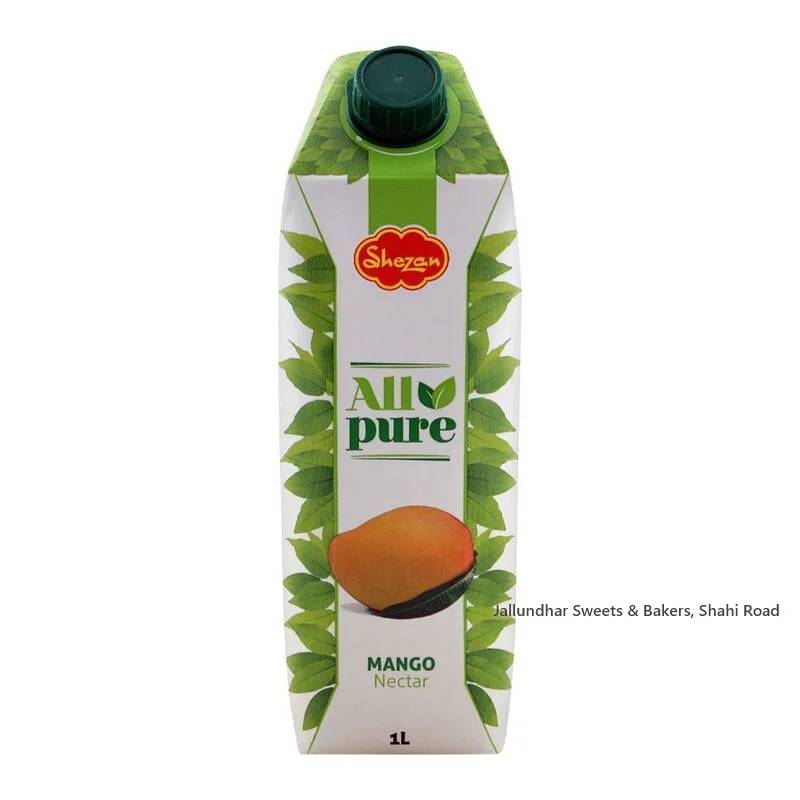 Shezan
All
pure
Jallundhar Sweets & Bakers, Shahi Road
MANGO
Nectar
1L